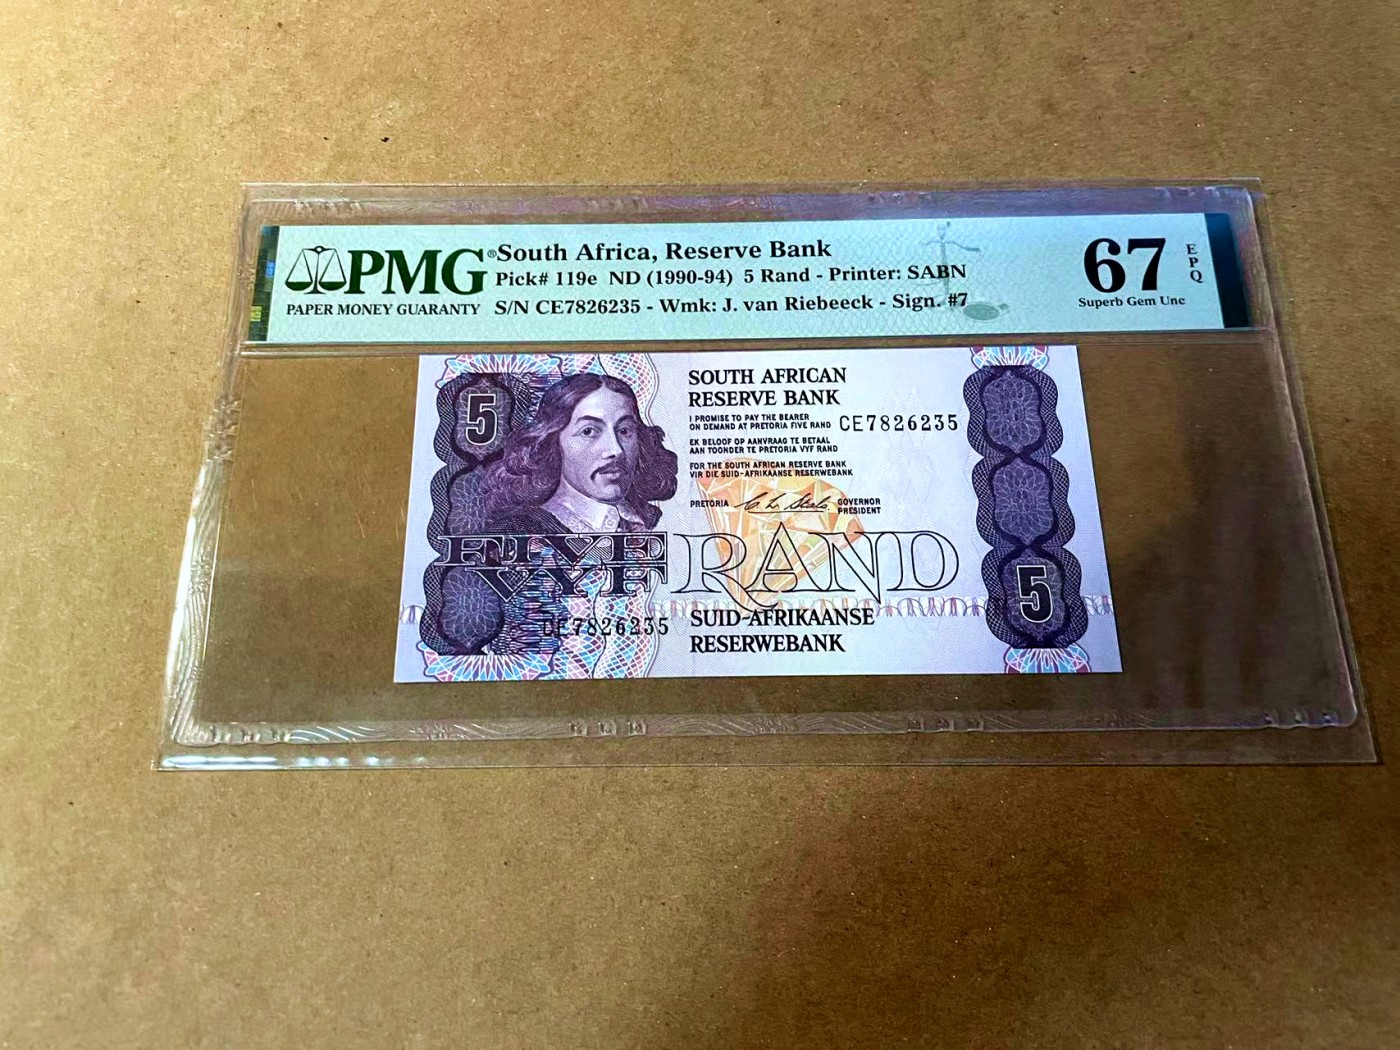 PMG®
PAPER MONEY GUARANTY
South Africa, Reserve Bank
Pick# 119e ND (1990-94) 5 Rand - Printer: SABN
S/N CE7826235 - Wmk: J. van Riebeeck - Sign. #7
67
EPQ
Superb Gem Unc
5
SOUTH AFRICAN
RESERVE BANK
I PROMISE TO PAY THE BEARER
ON DEMAND AT PRETORIA FIVE RAND
CE7826235
EK BELOOF OP AANVRAAG TE BETAAL
AAN TOONDER TE PRETORIA VYF RAND
FOR THE SOUTH AFRICAN RESERVE BANK
VIR DIE SUID-AFRIKAANSE RESERWEBANK
PRETORIA
GOVERNOR
PRESIDENT
FIVE
VYF
RAND
5
CE7826235
SUID-AFRIKAANSE
RESERWEBANK